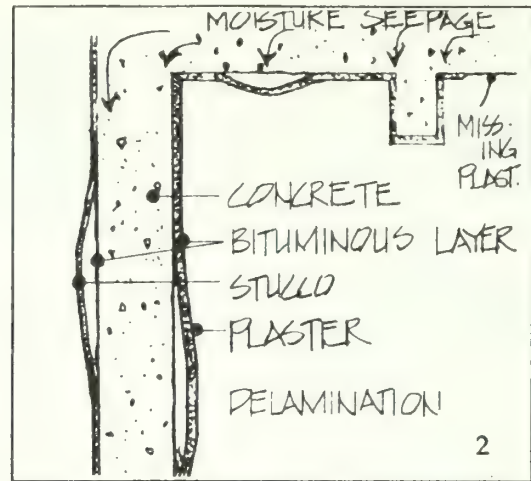 MOISTURE SEEPAGE
MISS-
ING
PLAST.
CONCRETE
BITUMINOUS LAYER
STUCCO
PLASTER
DELAMINATION
2